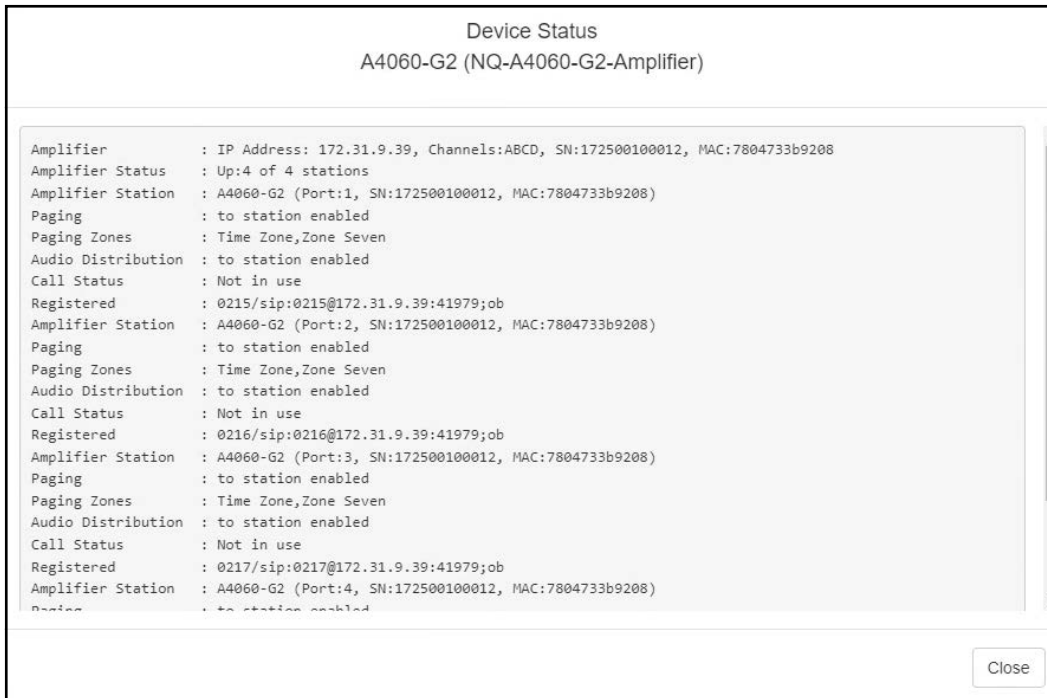 Device Status
A4060-G2 (NQ-A4060-G2-Amplifier)
Amplifier : IP Address: 172.31.9.39, Channels:ABCD, SN:172500100012, MAC:7804733b9208
Amplifier Status : Up:4 of 4 stations
Amplifier Station : A4060-G2 (Port:1, SN:172500100012, MAC:7804733b9208)
Paging : to station enabled
Paging Zones : Time Zone,Zone Seven
Audio Distribution : to station enabled
Call Status : Not in use
Registered : 0215/sip:0215@172.31.9.39:41979;ob
Amplifier Station : A4060-G2 (Port:2, SN:172500100012, MAC:7804733b9208)
Paging : to station enabled
Paging Zones : Time Zone,Zone Seven
Audio Distribution : to station enabled
Call Status : Not in use
Registered : 0216/sip:0216@172.31.9.39:41979;ob
Amplifier Station : A4060-G2 (Port:3, SN:172500100012, MAC:7804733b9208)
Paging : to station enabled
Paging Zones : Time Zone,Zone Seven
Audio Distribution : to station enabled
Call Status : Not in use
Registered : 0217/sip:0217@172.31.9.39:41979;ob
Amplifier Station : A4060-G2 (Port:4, SN:172500100012, MAC:7804733b9208)
Paging : to station enabled
Close